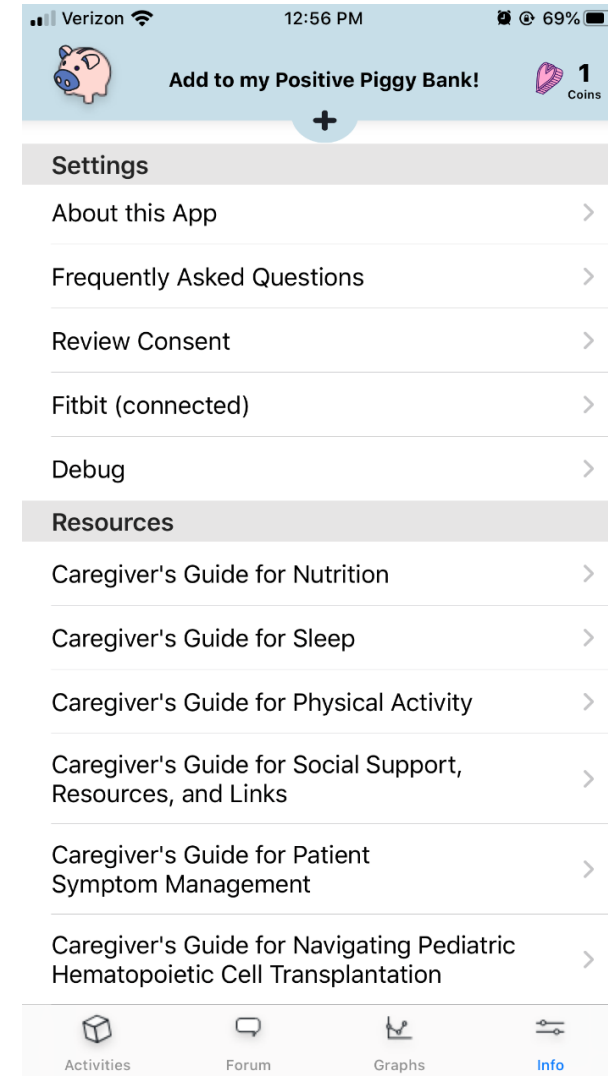 Verizon 12:56 PM 69%
Add to my Positive Piggy Bank!
1
Coins
+
Settings
About this App
Frequently Asked Questions
Review Consent
Fitbit (connected)
Debug
Resources
Caregiver's Guide for Nutrition
Caregiver's Guide for Sleep
Caregiver's Guide for Physical Activity
Caregiver's Guide for Social Support,
Resources, and Links
Caregiver's Guide for Patient
Symptom Management
Caregiver's Guide for Navigating Pediatric
Hematopoietic Cell Transplantation
Activities Forum Graphs Info